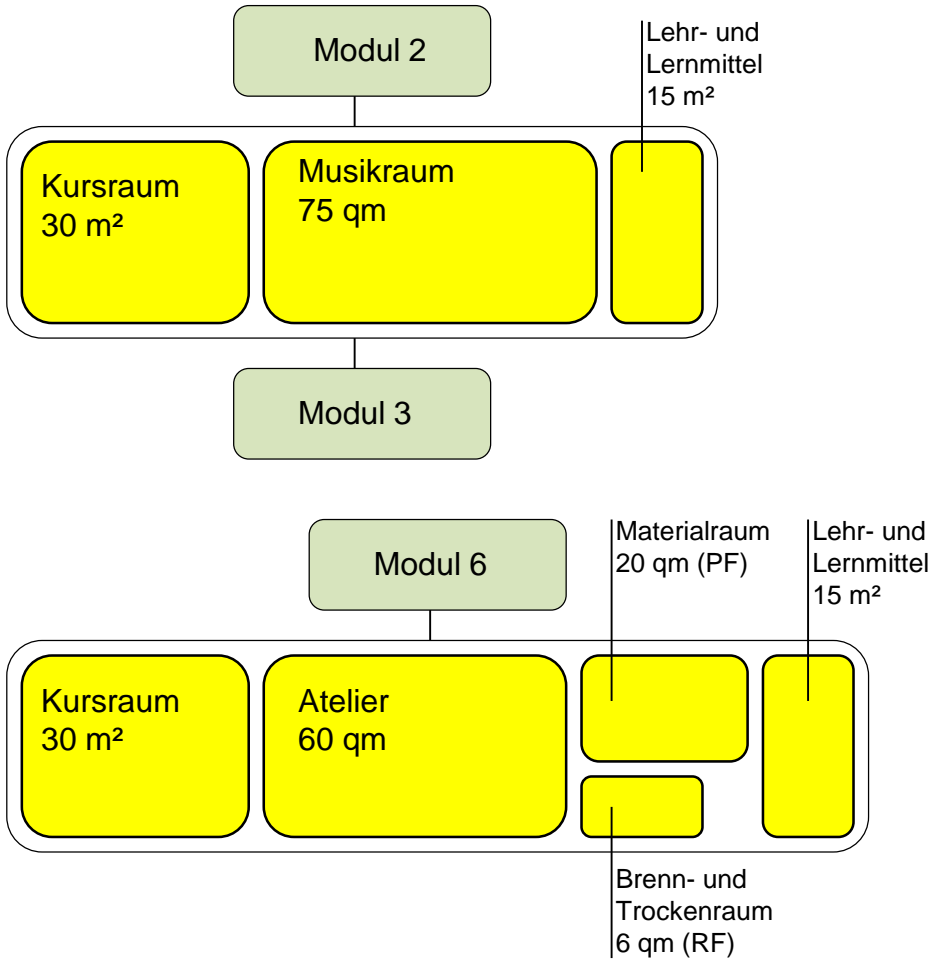 Modul 2
Lehr- und
Lernmittel
15 m²
Kursraum
30 m²
Musikraum
75 qm
Modul 3
Modul 6
Materialraum
20 qm (PF)
Lehr- und
Lernmittel
15 m²
Kursraum
30 m²
Atelier
60 qm
Brenn- und
Trockenraum
6 qm (RF)